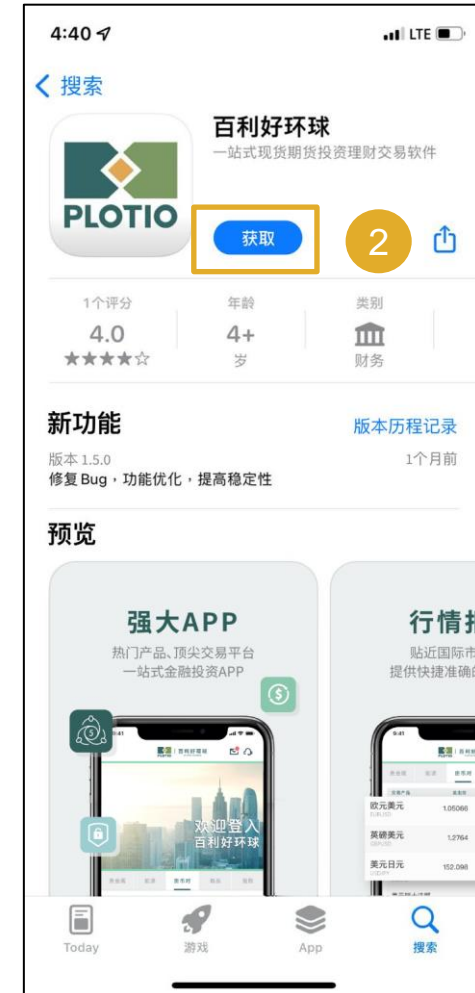 4:40
LTE
搜索
百利好环球
一站式现货期货投资理财交易软件
PLOTIO
获取
2
1个评分
年龄
类别
4.0
4+
岁
财务
新功能
版本历程记录
版本 1.5.0
1个月前
修复 Bug，功能优化，提高稳定性
预览
强大APP
热门产品、顶尖交易平台
一站式金融投资APP
行情
贴近国际市
提供快捷准确
9:41
欢迎登入
百利好环球
9:41
欧元美元
1.05066
英磅美元
1.2764
美元日元
152.098
Today
游戏
App
搜索